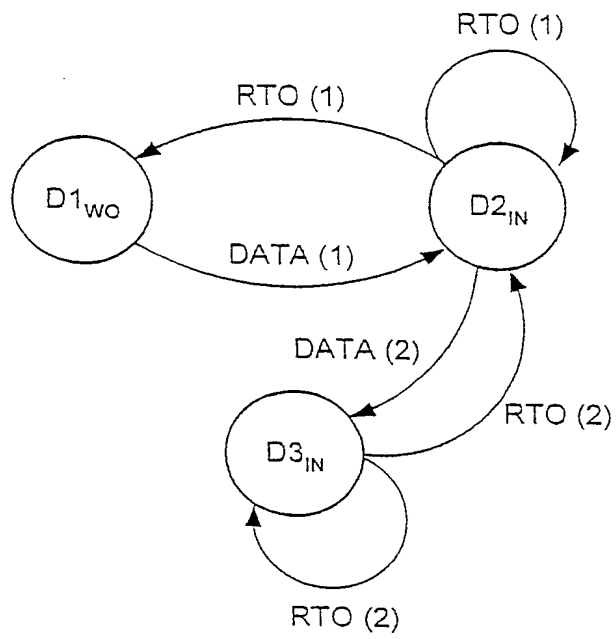 RTO (1)
RTO (1)
D1WO
D2IN
DATA (1)
DATA (2)
RTO (2)
D3IN
RTO (2)